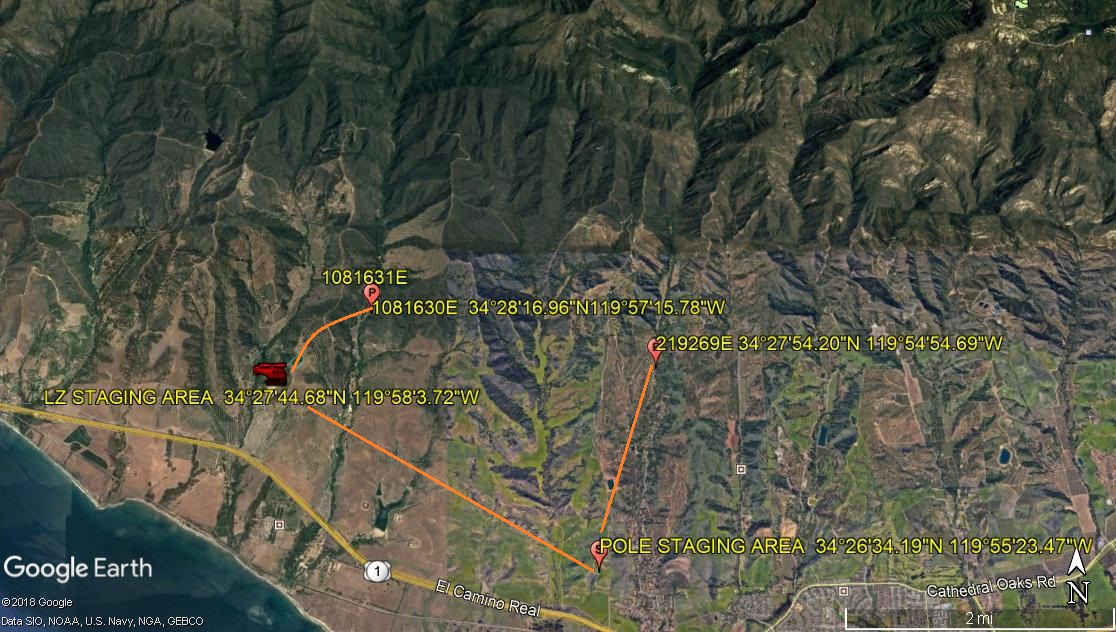 1081631E
P
1081630E 34°28'16.96"N119°57'15.78"W
219269E 34°27'54.20"N 119°54'54.69"W
LZ STAGING AREA 34°27'44.68"N 119°58'3.72"W
POLE STAGING AREA 34°26'34.19"N 119°55'23.47"W
Google Earth
1
El Camino Real
Cathedral Oaks Rd
N
2 mi
©2018 Google
Data SIO, NOAA, U.S. Navy, NGA, GEBCO